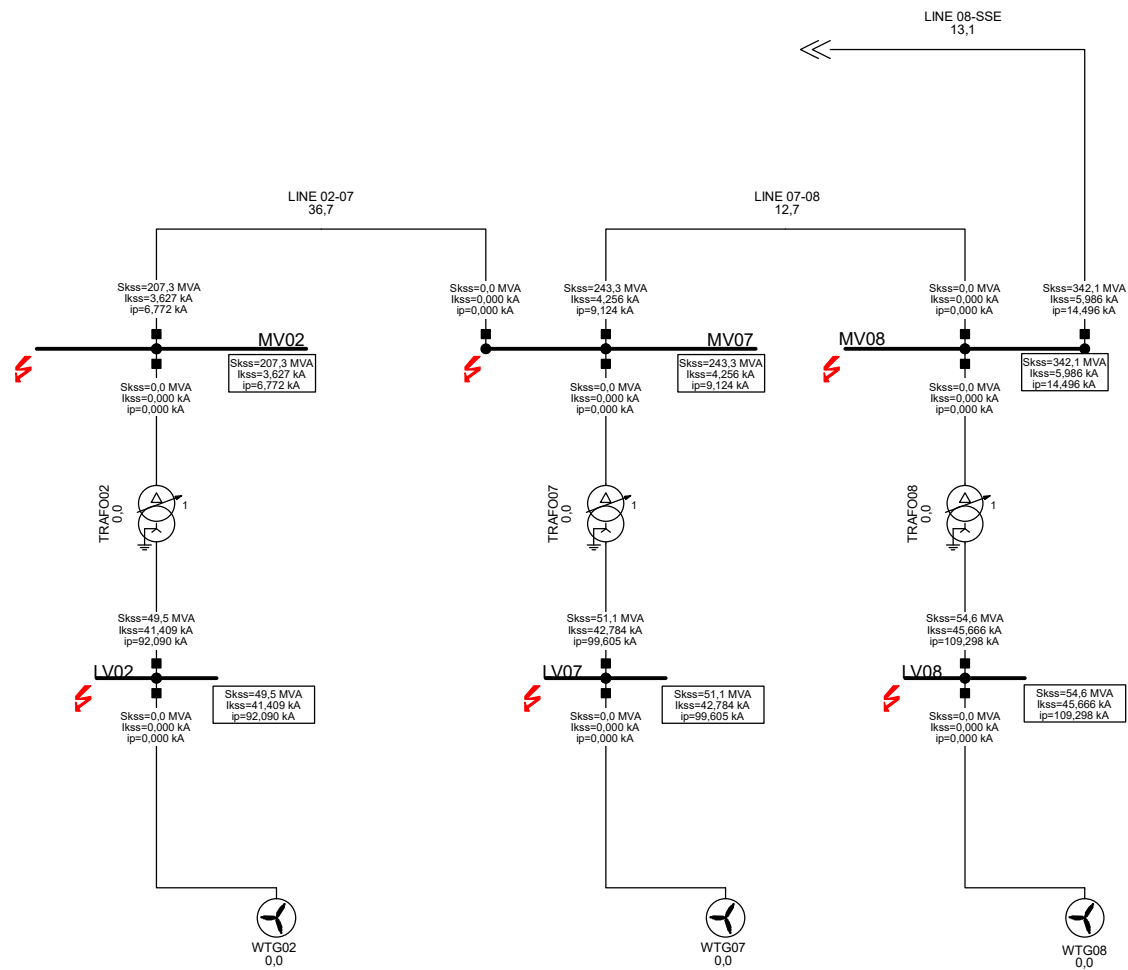 LINE 08-SSE
13,1
LINE 02-07
36,7
LINE 07-08
12,7
Skss=207,3 MVA
Ikss=3,627 kA
ip=6,772 kA
Skss=0,0 MVA
Ikss=0,000 kA
ip=0,000 kA
Skss=243,3 MVA
Ikss=4,256 kA
ip=9,124 kA
Skss=0,0 MVA
Ikss=0,000 kA
ip=0,000 kA
Skss=342,1 MVA
Ikss=5,986 kA
ip=14,496 kA
MV02
MV07
MV08
Skss=207,3 MVA
Ikss=3,627 kA
ip=6,772 kA
Skss=243,3 MVA
Ikss=4,256 kA
ip=9,124 kA
Skss=342,1 MVA
Ikss=5,986 kA
ip=14,496 kA
Skss=0,0 MVA
Ikss=0,000 kA
ip=0,000 kA
Skss=0,0 MVA
Ikss=0,000 kA
ip=0,000 kA
Skss=0,0 MVA
Ikss=0,000 kA
ip=0,000 kA
TRAFO02
0,0
1
TRAFO07
0,0
1
TRAFO08
0,0
1
Skss=49,5 MVA
Ikss=41,409 kA
ip=92,090 kA
Skss=51,1 MVA
Ikss=42,784 kA
ip=99,605 kA
Skss=54,6 MVA
Ikss=45,666 kA
ip=109,298 kA
LV02
LV07
LV08
Skss=49,5 MVA
Ikss=41,409 kA
ip=92,090 kA
Skss=51,1 MVA
Ikss=42,784 kA
ip=99,605 kA
Skss=54,6 MVA
Ikss=45,666 kA
ip=109,298 kA
Skss=0,0 MVA
Ikss=0,000 kA
ip=0,000 kA
Skss=0,0 MVA
Ikss=0,000 kA
ip=0,000 kA
Skss=0,0 MVA
Ikss=0,000 kA
ip=0,000 kA
WTG02
0,0
WTG07
0,0
WTG08
0,0